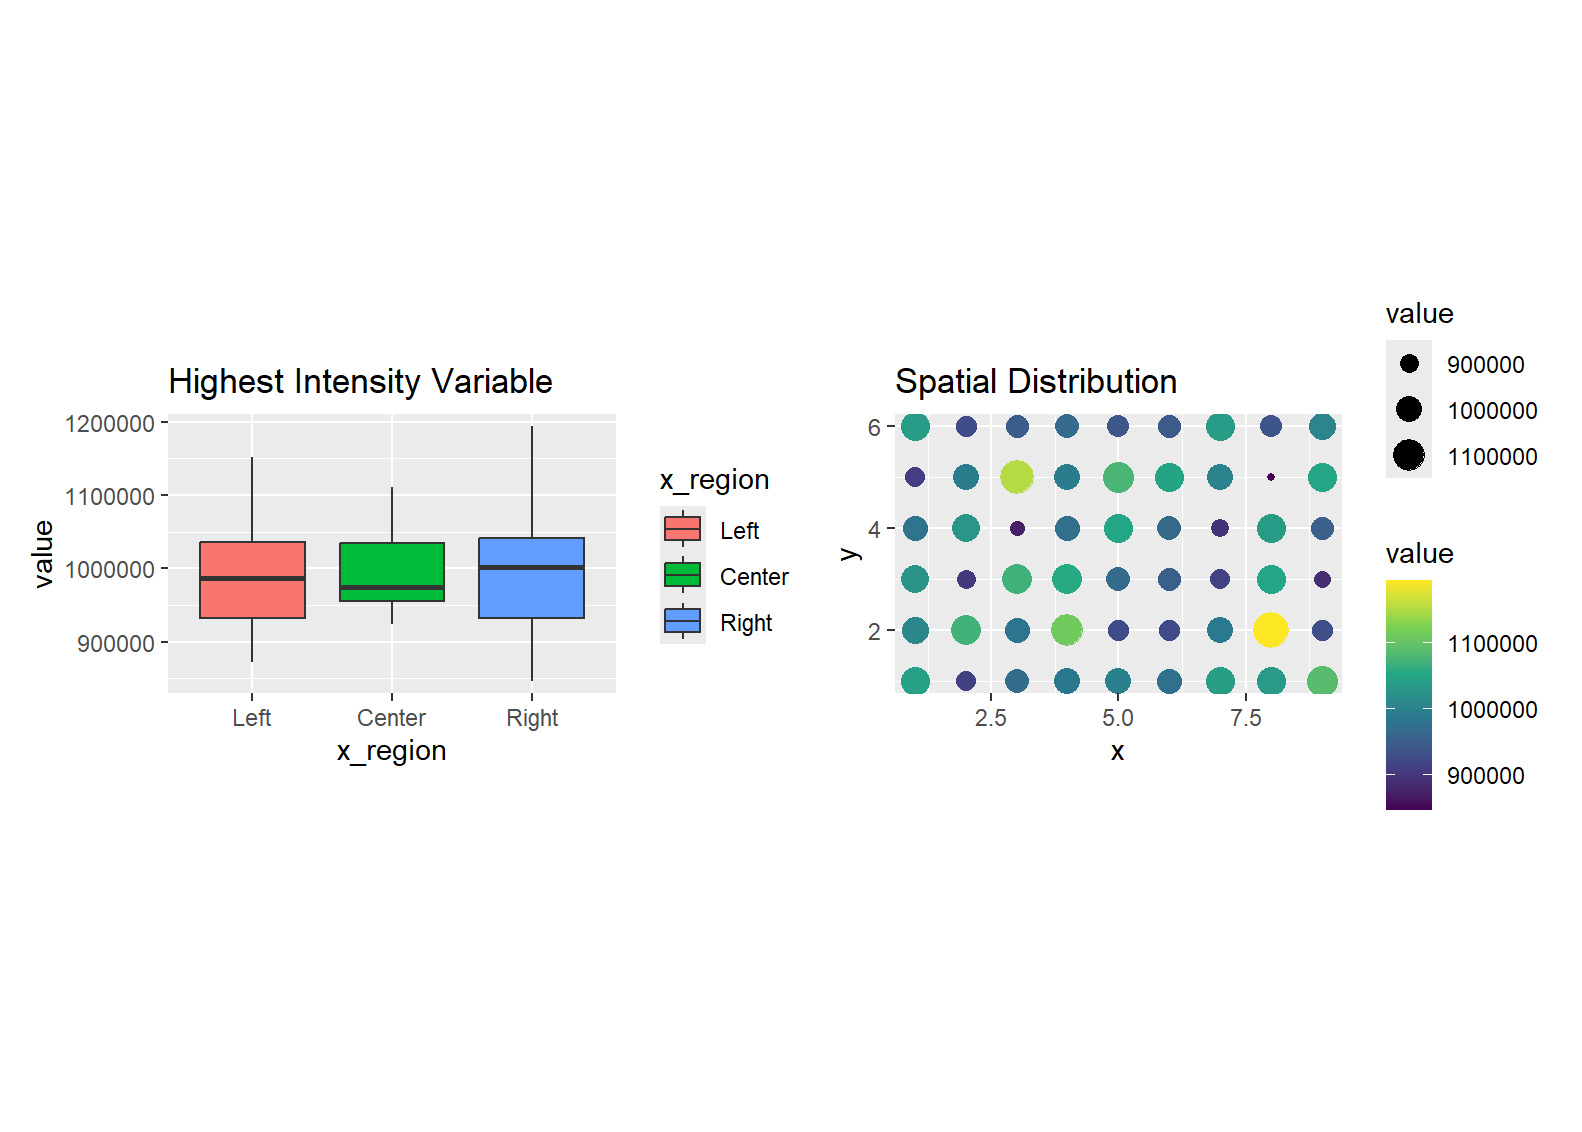 Highest Intensity Variable
1200000
1100000
1000000
900000
value
Left
Center
Right
x_region
x_region
Left
Center
Right
Spatial Distribution
6
4
2
y
2.5
5.0
7.5
x
value
900000
1000000
1100000
value
1100000
1000000
900000